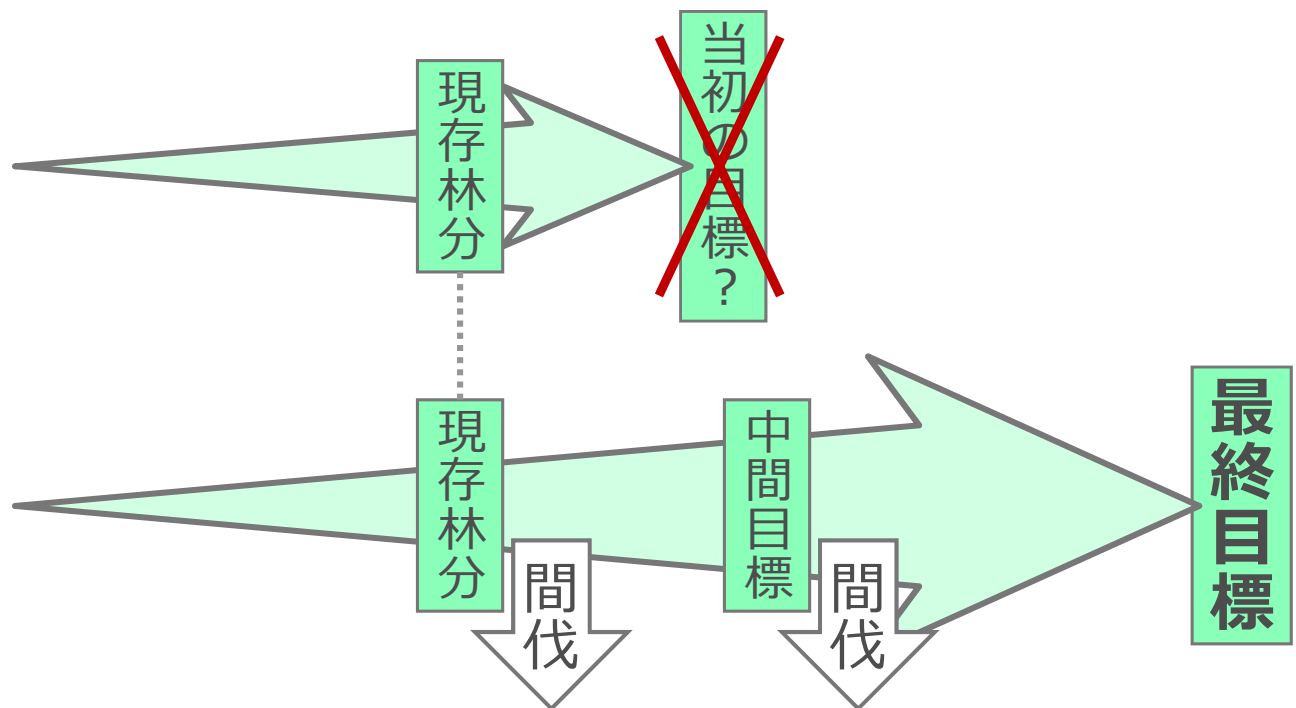 現存林分
当初の目標？
現存林分
間伐
中間目標
間伐
最終目標